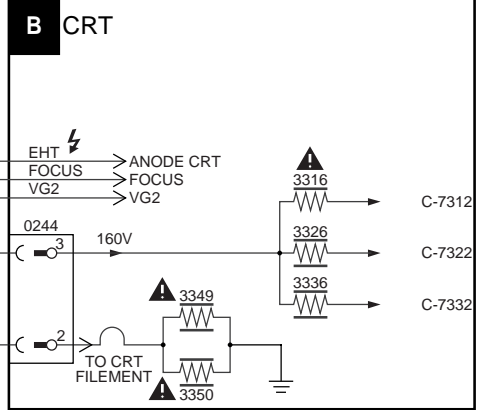 B CRT
EHT
ANODE CRT
FOCUS
FOCUS
VG2
VG2
3316
C-7312
0244
3
160V
3326
C-7322
3336
C-7332
3349
2
TO CRT
FILEMENT
3350